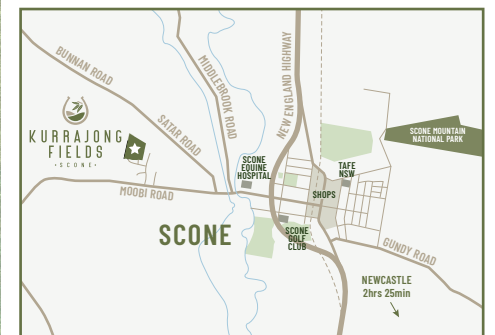 BUNNAN ROAD
MIDDLEBROOK ROAD
NEW ENGLAND HIGHWAY
SATAR ROAD
KURRAJONG
FIELDS
· SCONE ·
SCONE MOUNTAIN
NATIONAL PARK
SCONE
EQUINE
HOSPITAL
TAFE
NSW
MOOBI ROAD
SHOPS
SCONE
SCONE
GOLF
CLUB
GUNDY ROAD
NEWCASTLE
2hrs 25min